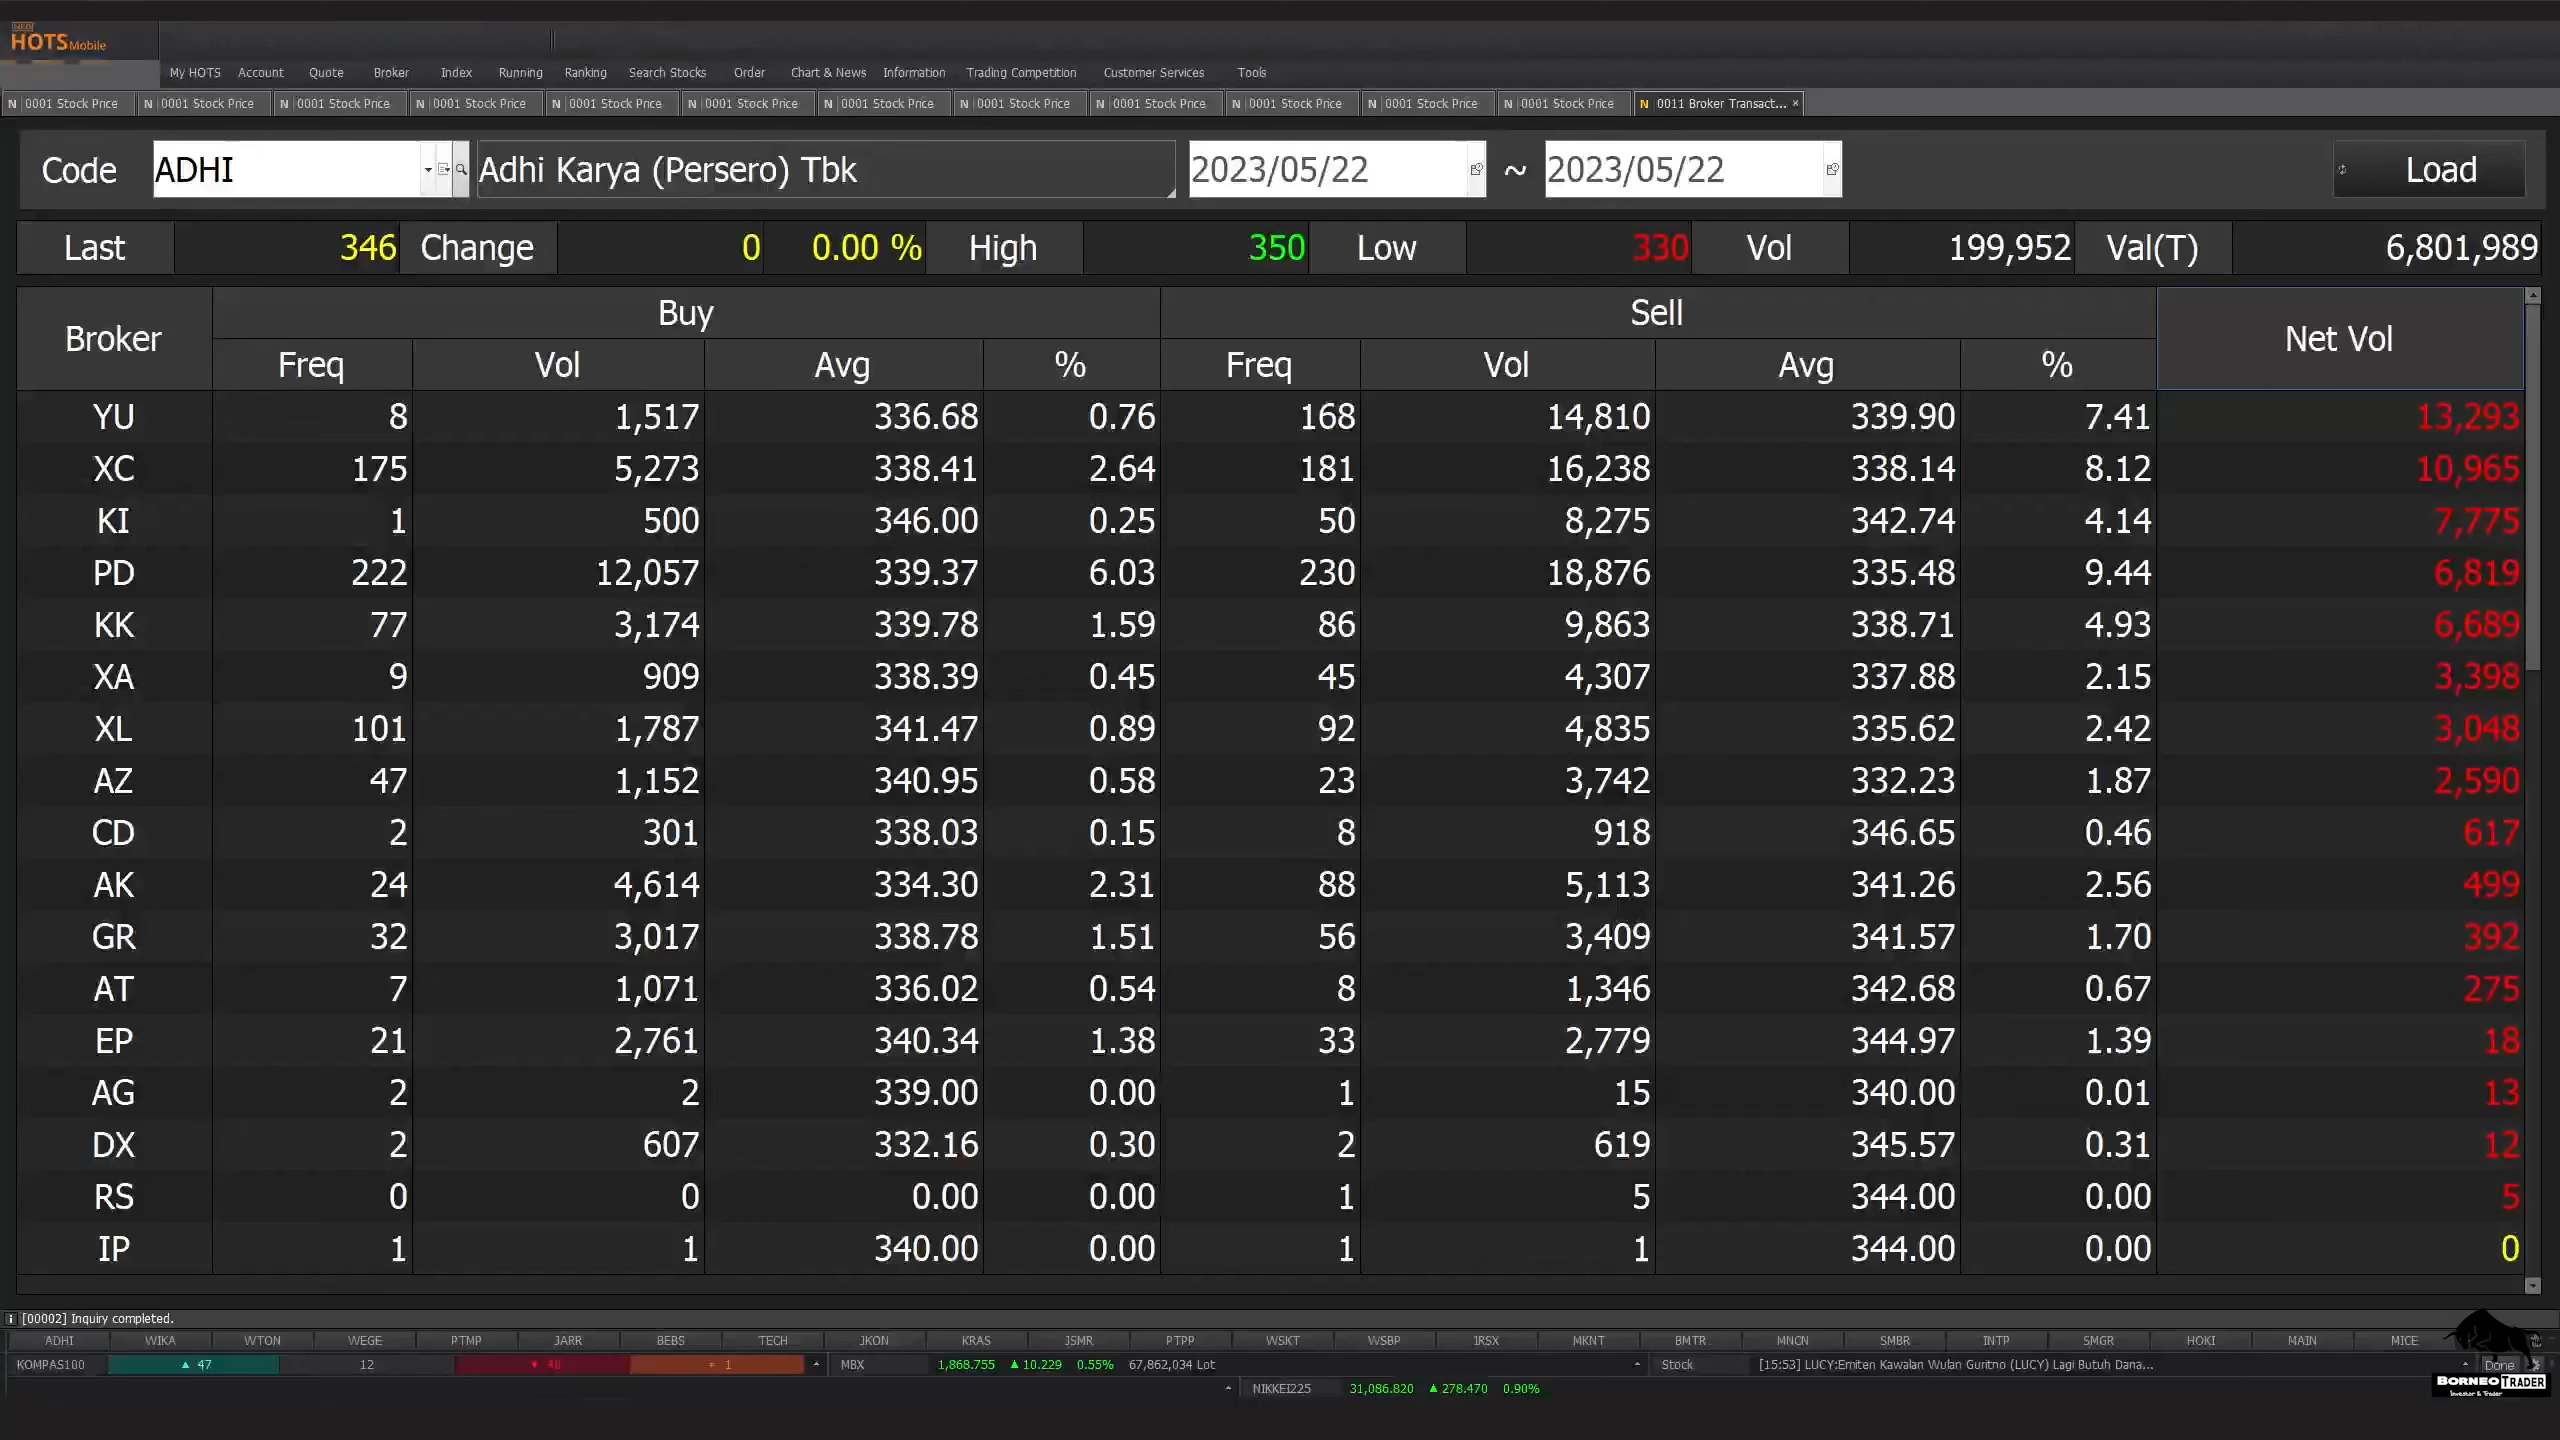 HOTS Mobile
My HOTS Account Quote Broker Index Running Ranking Search Stocks Order Chart & News Information Trading Competition Customer Services Tools
N 0001 Stock Price N 0001 Stock Price N 0001 Stock Price N 0001 Stock Price N 0001 Stock Price N 0001 Stock Price N 0001 Stock Price N 0001 Stock Price N 0001 Stock Price N 0001 Stock Price N 0001 Stock Price N 0001 Stock Price N 0011 Broker Transact... ×
Code ADHI Adhi Karya (Persero) Tbk 2023/05/22 ~ 2023/05/22 Load
Last 346 Change 0 0.00 % High 350 Low 330 Vol 199,952 Val(T) 6,801,989
Broker Buy Sell Net Vol
Freq Vol Avg % Freq Vol Avg %
YU 8 1,517 336.68 0.76 168 14,810 339.90 7.41 13,293
XC 175 5,273 338.41 2.64 181 16,238 338.14 8.12 10,965
KI 1 500 346.00 0.25 50 8,275 342.74 4.14 7,775
PD 222 12,057 339.37 6.03 230 18,876 335.48 9.44 6,819
KK 77 3,174 339.78 1.59 86 9,863 338.71 4.93 6,689
XA 9 909 338.39 0.45 45 4,307 337.88 2.15 3,398
XL 101 1,787 341.47 0.89 92 4,835 335.62 2.42 3,048
AZ 47 1,152 340.95 0.58 23 3,742 332.23 1.87 2,590
CD 2 301 338.03 0.15 8 918 346.65 0.46 617
AK 24 4,614 334.30 2.31 88 5,113 341.26 2.56 499
GR 32 3,017 338.78 1.51 56 3,409 341.57 1.70 392
AT 7 1,071 336.02 0.54 8 1,346 342.68 0.67 275
EP 21 2,761 340.34 1.38 33 2,779 344.97 1.39 18
AG 2 2 339.00 0.00 1 15 340.00 0.01 13
DX 2 607 332.16 0.30 2 619 345.57 0.31 12
RS 0 0 0.00 0.00 1 5 344.00 0.00 5
IP 1 1 340.00 0.00 1 1 344.00 0.00 0
[00002] Inquiry completed.
ADHI WIKA WTON WEGE PTMP JARR BEBS TECH JKON KRAS JSMR PTPP WSKT WSBP IRSX MKNT BMTR MNCN SMBR INTP SMGR HOKI MAIN MICE
KOMPAS100 ▲ 47 12 ▼ 40 1 MBX 1,868.755 ▲ 10.229 0.55% 67,862,034 Lot Stock [15:53] LUCY:Emiten Kawalan Wulan Guritno (LUCY) Lagi Butuh Dana... Done
NIKKEI225 31,086.820 ▲ 278.470 0.90%
BORNEO TRADER
Investor & Trader